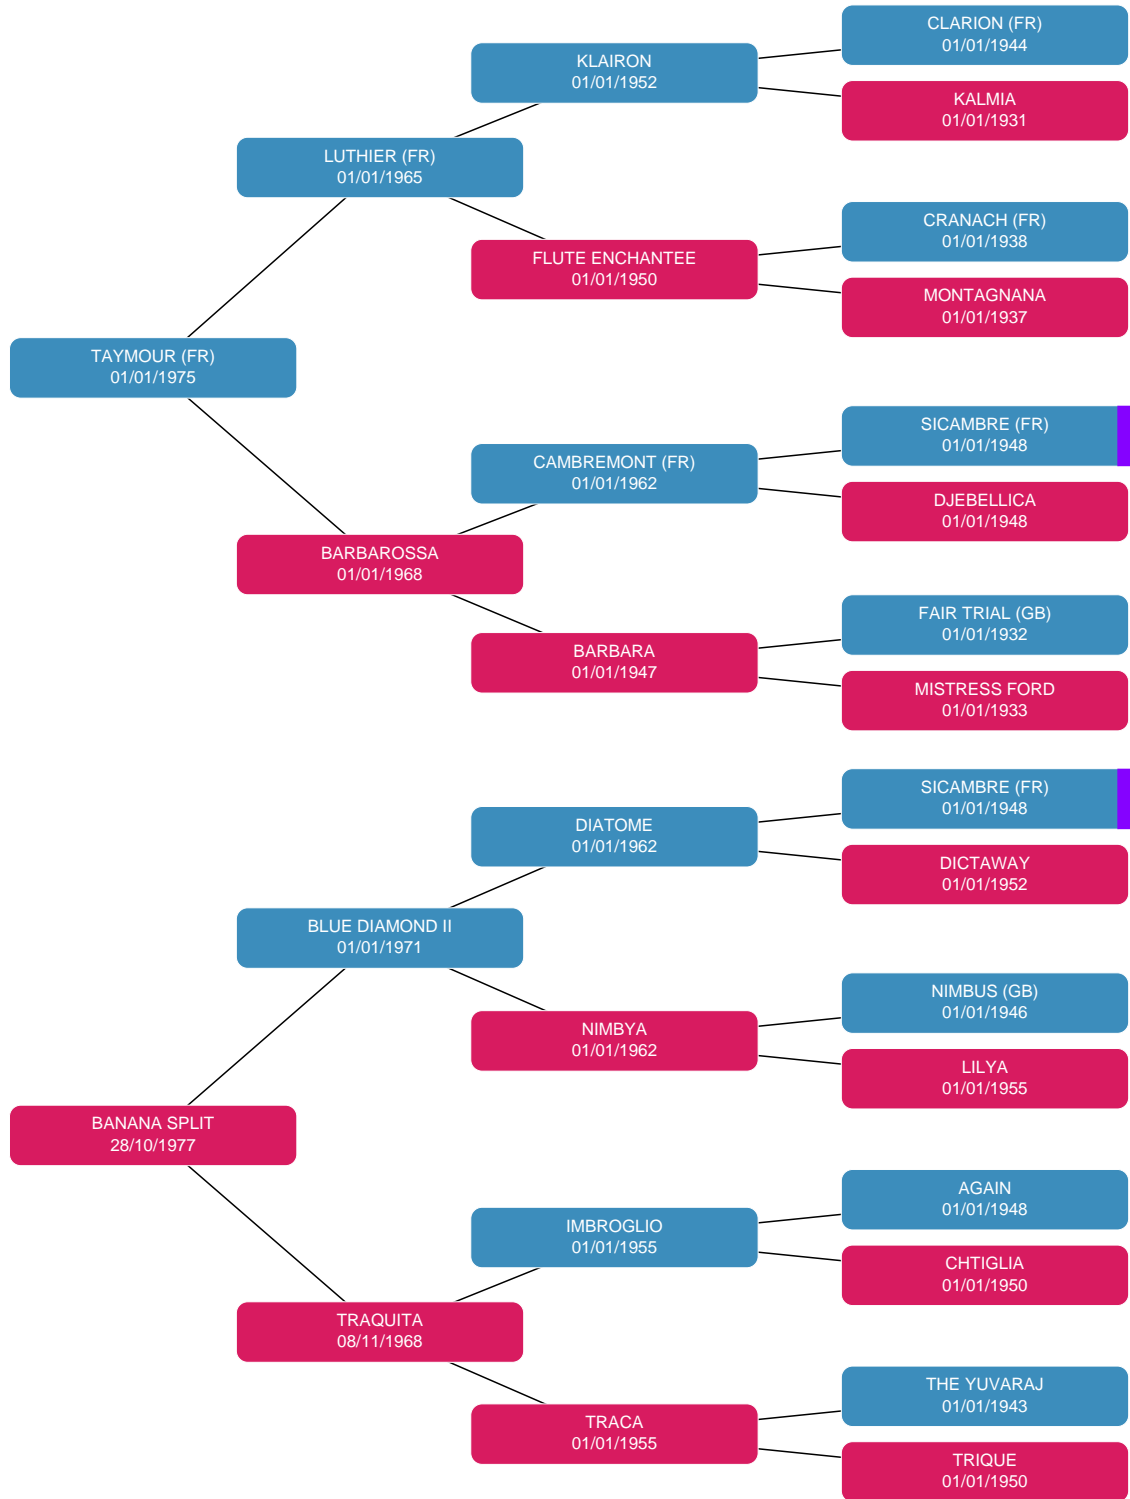 CLARION (FR)
01/01/1944
KLAIRON
01/01/1952
KALMIA
01/01/1931
LUTHIER (FR)
01/01/1965
CRANACH (FR)
01/01/1938
FLUTE ENCHANTEE
01/01/1950
MONTAGNANA
01/01/1937
TAYMOUR (FR)
01/01/1975
SICAMBRE (FR)
01/01/1948
CAMBREMONT (FR)
01/01/1962
DJEBELLICA
01/01/1948
BARBAROSSA
01/01/1968
FAIR TRIAL (GB)
01/01/1932
BARBARA
01/01/1947
MISTRESS FORD
01/01/1933
SICAMBRE (FR)
01/01/1948
DIATOME
01/01/1962
DICTAWAY
01/01/1952
BLUE DIAMOND II
01/01/1971
NIMBUS (GB)
01/01/1946
NIMBYA
01/01/1962
LILYA
01/01/1955
BANANA SPLIT
28/10/1977
AGAIN
01/01/1948
IMBROGLIO
01/01/1955
CHTIGLIA
01/01/1950
TRAQUITA
08/11/1968
THE YUVARAJ
01/01/1943
TRACA
01/01/1955
TRIQUE
01/01/1950